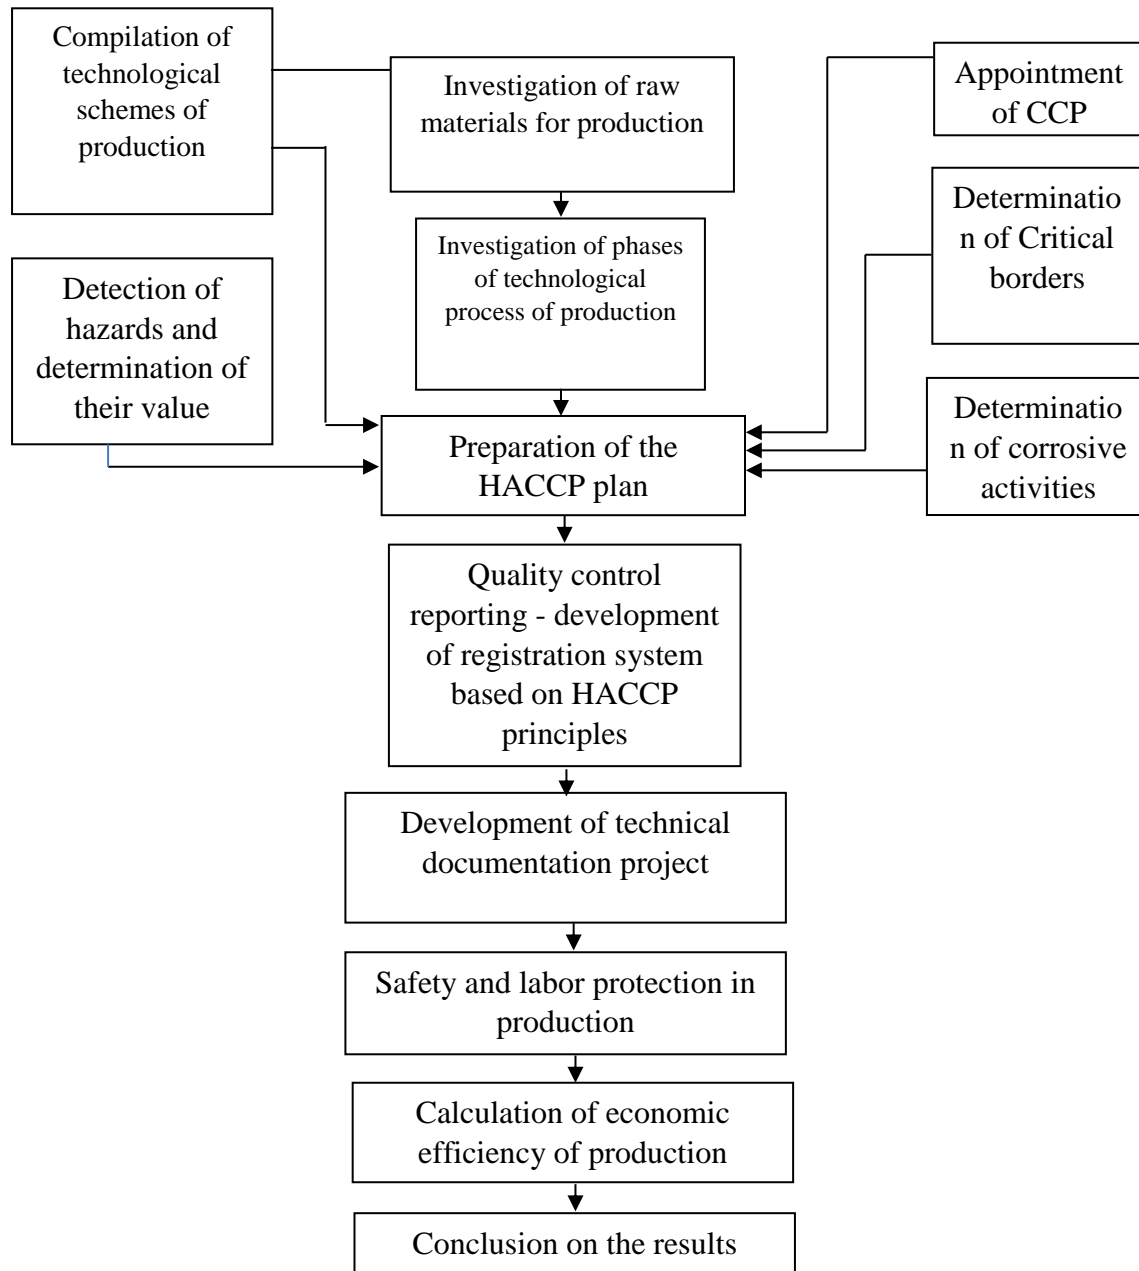 Compilation of
technological
schemes of
production
Investigation of raw
materials for production
Appointment
of CCP
Investigation of phases
of technological
process of production
Determinatio
n of Critical
borders
Detection of
hazards and
determination of
their value
Determinatio
n of corrosive
activities
Preparation of the
HACCP plan
Quality control
reporting - development
of registration system
based on HACCP
principles
Development of technical
documentation project
Safety and labor protection in
production
Calculation of economic
efficiency of production
Conclusion on the results